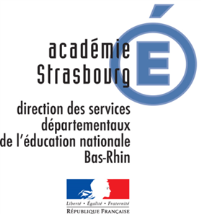 académie
Strasbourg
É
direction des services
départementaux
de l'éducation nationale
Bas-Rhin
Liberté • Égalité • Fraternité
RÉPUBLIQUE FRANÇAISE